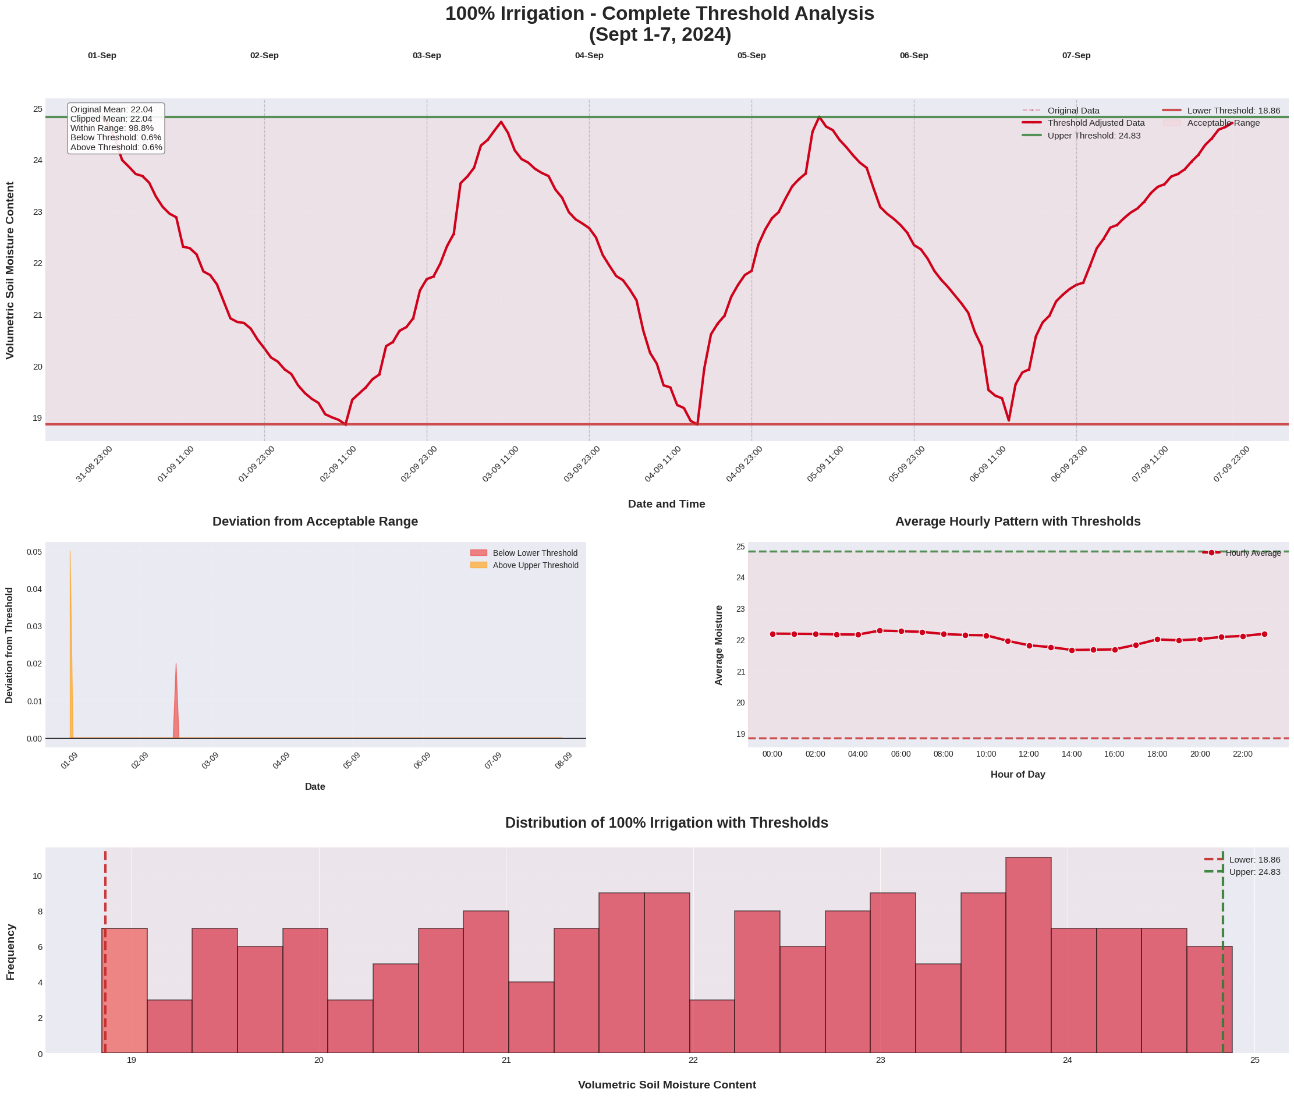 100% Irrigation - Complete Threshold Analysis
(Sept 1-7, 2024)
01-Sep 02-Sep 03-Sep 04-Sep 05-Sep 06-Sep 07-Sep
Original Mean: 22.04
Clipped Mean: 22.04
Within Range: 98.8%
Below Threshold: 0.6%
Above Threshold: 0.6%
Original Data
Threshold Adjusted Data
Upper Threshold: 24.83
Lower Threshold: 18.86
Acceptable Range
Volumetric Soil Moisture Content
25
24
23
22
21
20
19
31-08 23:00 01-09 11:00 01-09 23:00 02-09 11:00 02-09 23:00 03-09 11:00 03-09 23:00 04-09 11:00 04-09 23:00 05-09 11:00 05-09 23:00 06-09 11:00 06-09 23:00 07-09 11:00 07-09 23:00
Date and Time
Deviation from Acceptable Range
Below Lower Threshold
Above Upper Threshold
Deviation from Threshold
0.05
0.04
0.03
0.02
0.01
0.00
01-09 02-09 03-09 04-09 05-09 06-09 07-09 08-09
Date
Average Hourly Pattern with Thresholds
Hourly Average
Average Moisture
25
24
23
22
21
20
19
00:00 02:00 04:00 06:00 08:00 10:00 12:00 14:00 16:00 18:00 20:00 22:00
Hour of Day
Distribution of 100% Irrigation with Thresholds
Lower: 18.86
Upper: 24.83
Frequency
10
8
6
4
2
0
19 20 21 22 23 24 25
Volumetric Soil Moisture Content